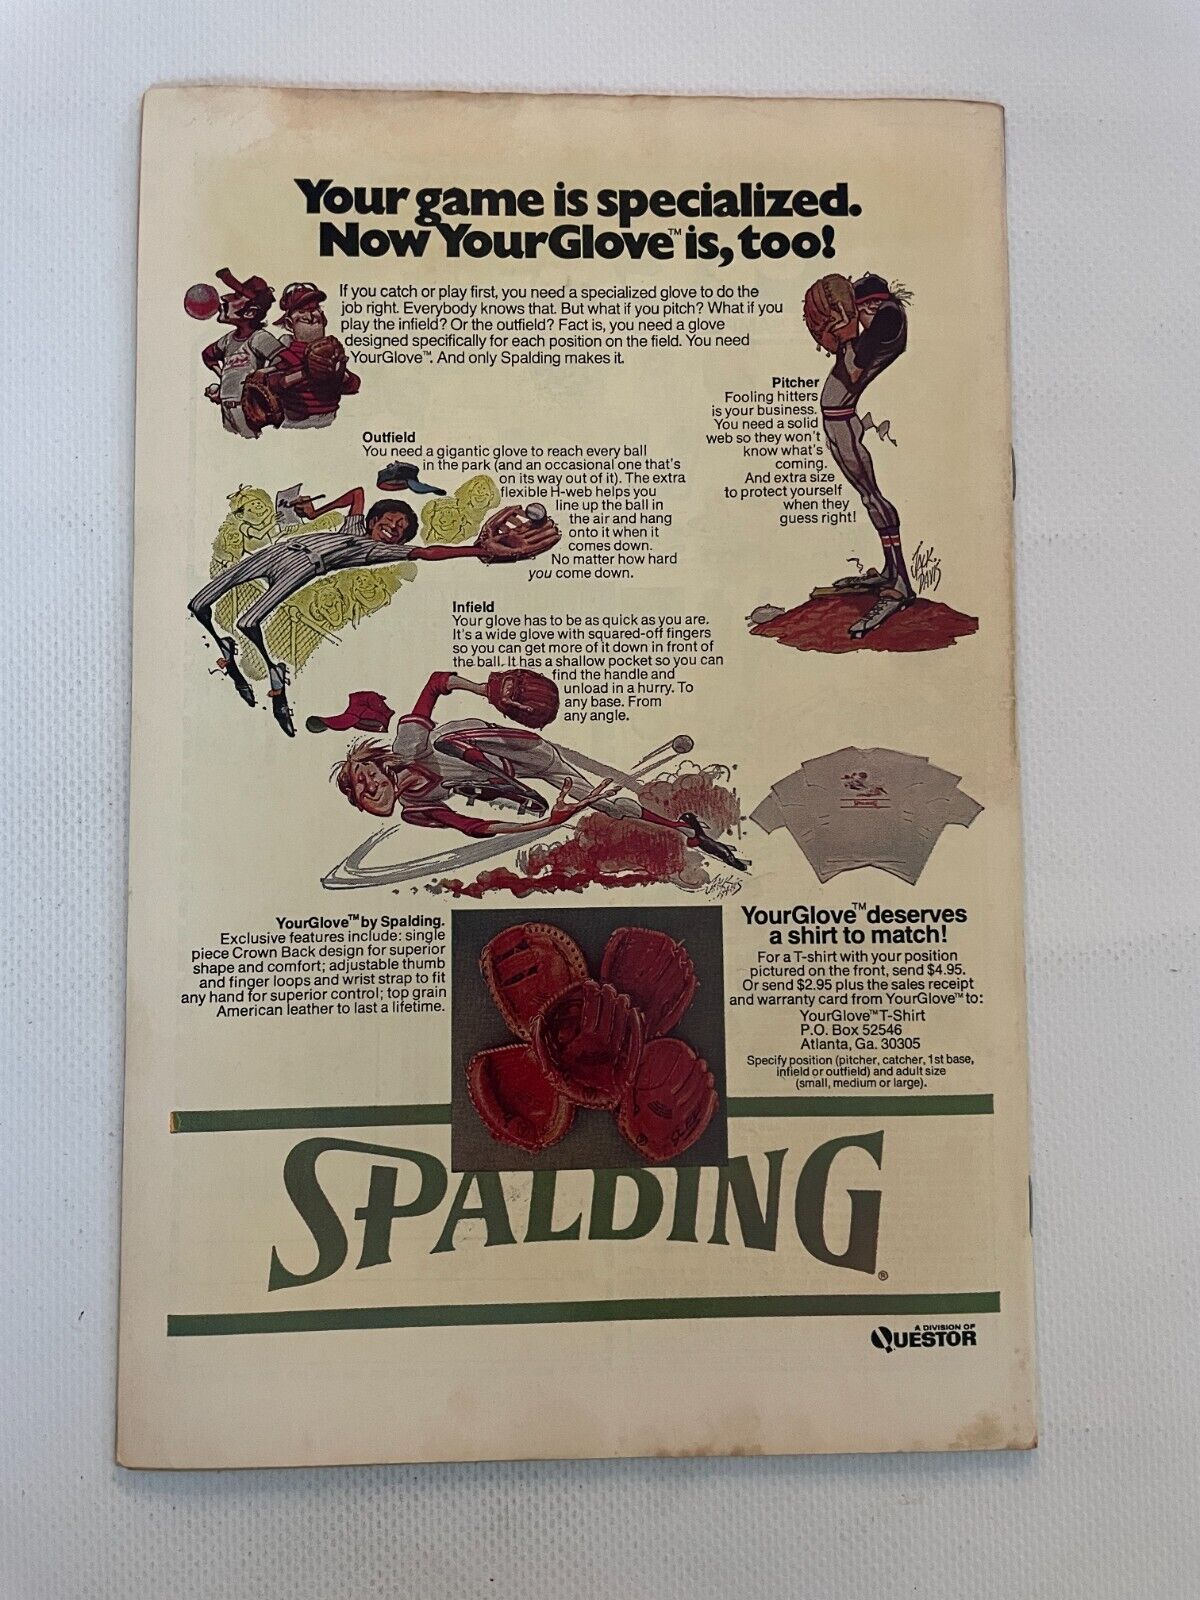 Your game is specialized.
Now YourGlove™ is, too!
If you catch or play first, you need a specialized glove to do the
job right. Everybody knows that. But what if you pitch? What if you
play the infield? Or the outfield? Fact is, you need a glove
designed specifically for each position on the field. You need
YourGlove™. And only Spalding makes it.
Pitcher
Fooling hitters
is your business.
You need a solid
web so they won't
know what's
coming.
And extra size
to protect yourself
when they
guess right!
JACK DAVIS
Outfield
You need a gigantic glove to reach every ball
in the park (and an occasional one that's
on its way out of it). The extra
flexible H-web helps you
line up the ball in
the air and hang
onto it when it
comes down.
No matter how hard
you come down.
Infield
Your glove has to be as quick as you are.
It's a wide glove with squared-off fingers
so you can get more of it down in front of
the ball. It has a shallow pocket so you can
find the handle and
unload in a hurry. To
any base. From
any angle.
JACK DAVIS
SPALDING
YourGlove™ by Spalding.
Exclusive features include: single
piece Crown Back design for superior
shape and comfort; adjustable thumb
and finger loops and wrist strap to fit
any hand for superior control; top grain
American leather to last a lifetime.
YourGlove™ deserves
a shirt to match!
For a T-shirt with your position
pictured on the front, send $4.95.
Or send $2.95 plus the sales receipt
and warranty card from YourGlove™ to:
YourGlove™ T-Shirt
P.O. Box 52546
Atlanta, Ga. 30305
Specify position (pitcher, catcher, 1st base,
infield or outfield) and adult size
(small, medium or large).
SPALDING®
A DIVISION OF
QUESTOR